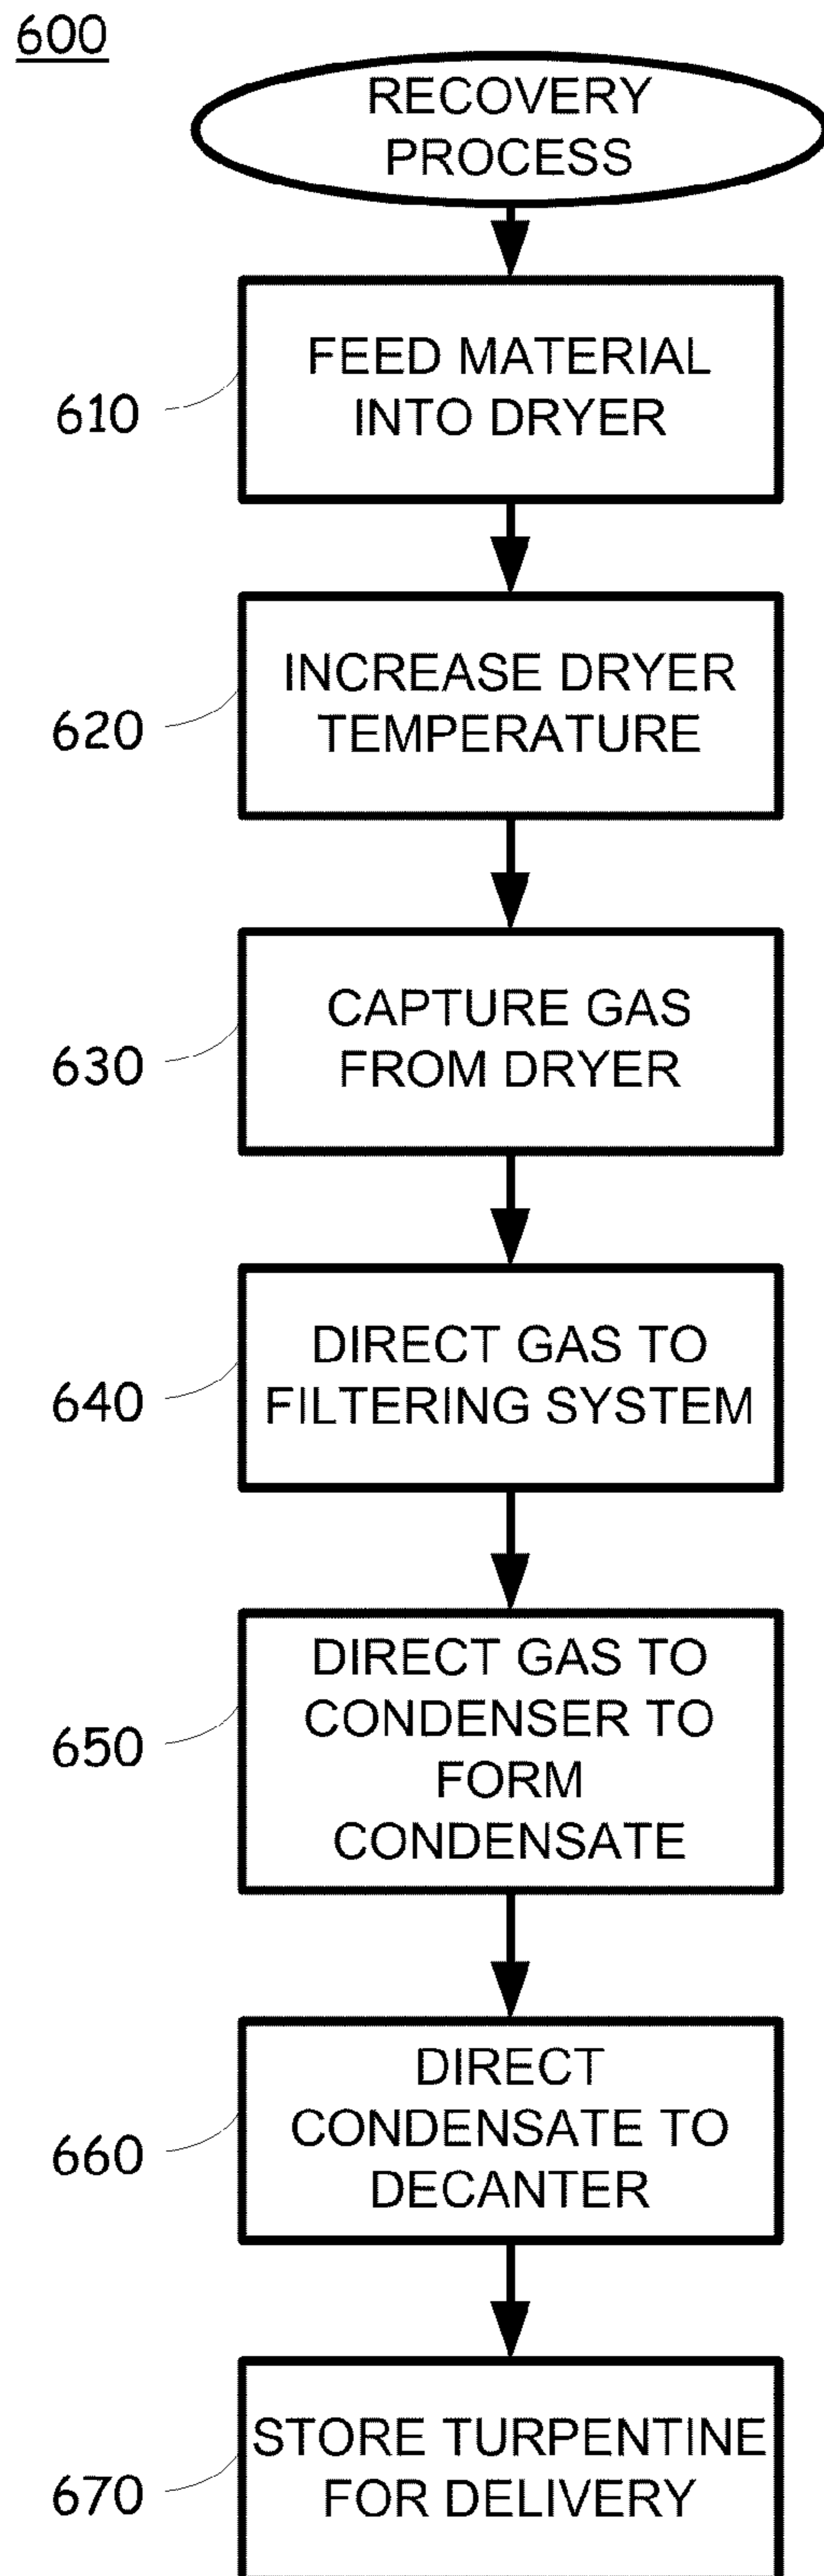 600
RECOVERY
PROCESS
FEED MATERIAL
INTO DRYER
610
INCREASE DRYER
TEMPERATURE
620
CAPTURE GAS
FROM DRYER
630
DIRECT GAS TO
FILTERING SYSTEM
640
DIRECT GAS TO
CONDENSER TO
FORM
CONDENSATE
650
DIRECT
CONDENSATE TO
DECANTER
660
STORE TURPENTINE
FOR DELIVERY
670